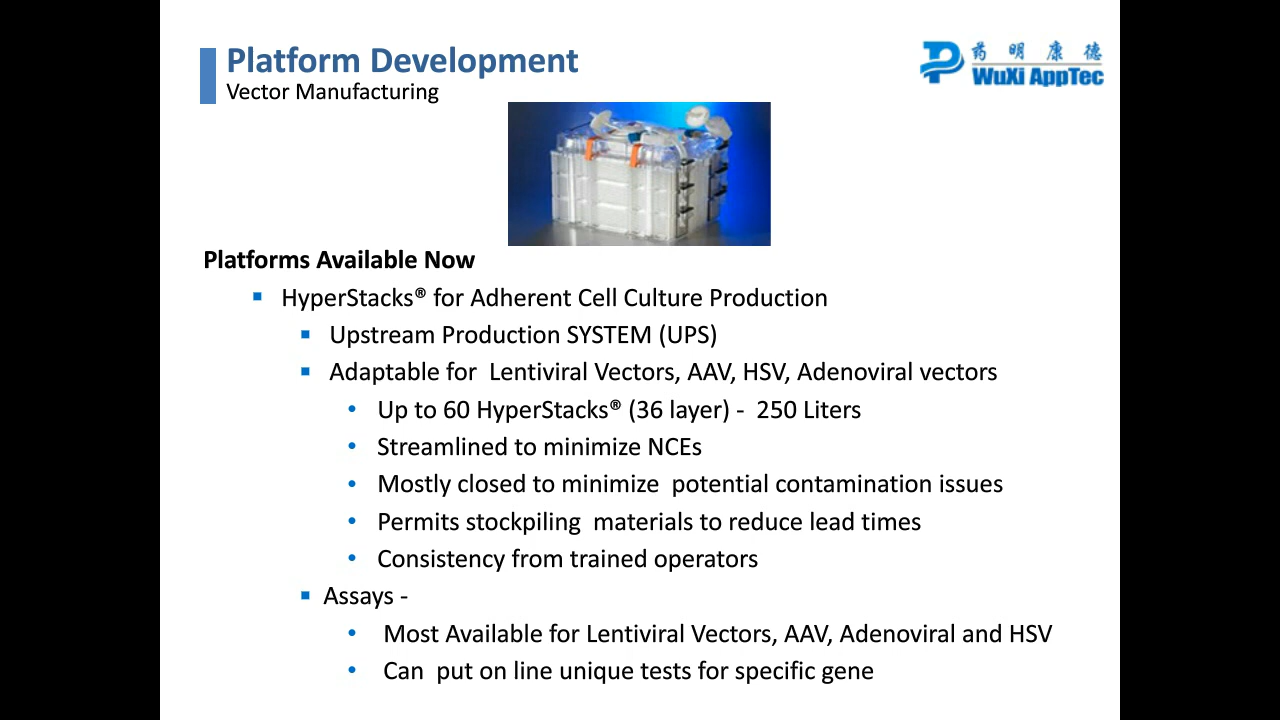 Platform Development
Vector Manufacturing
药明康德
WuXi AppTec
Platforms Available Now
HyperStacks® for Adherent Cell Culture Production
Upstream Production SYSTEM (UPS)
Adaptable for Lentiviral Vectors, AAV, HSV, Adenoviral vectors
Up to 60 HyperStacks® (36 layer) - 250 Liters
Streamlined to minimize NCEs
Mostly closed to minimize potential contamination issues
Permits stockpiling materials to reduce lead times
Consistency from trained operators
Assays -
Most Available for Lentiviral Vectors, AAV, Adenoviral and HSV
Can put on line unique tests for specific gene